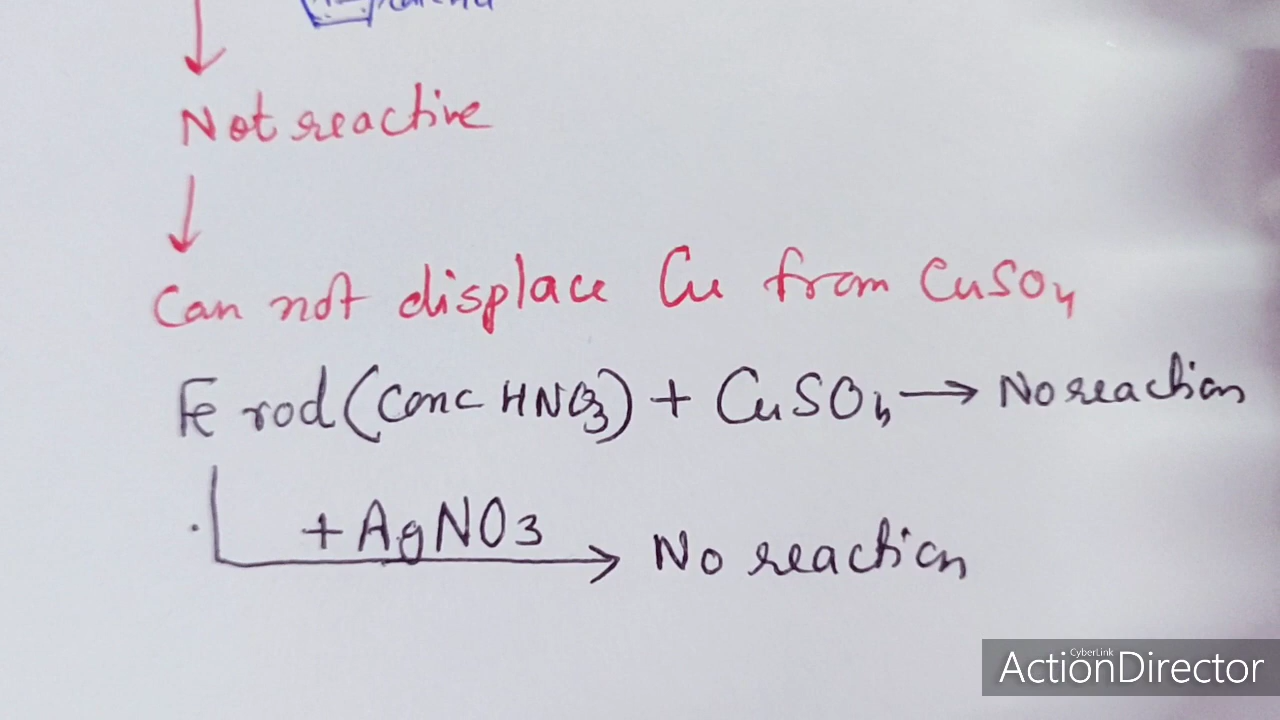 Not reactive
Can not displace Cu from CuSO4
Fe rod (Conc HNO3) + CuSO4 → No reaction
+ AgNO3 → No reaction
CyberLink
ActionDirector